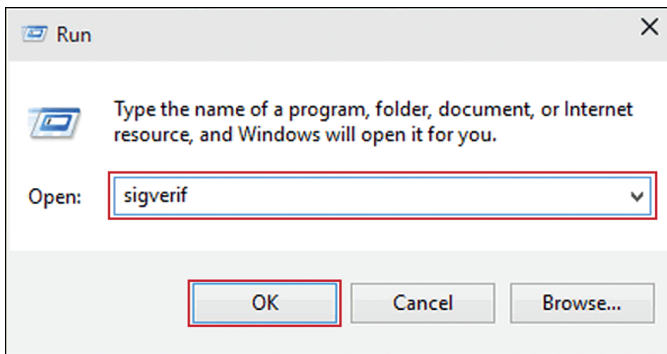 Run
Type the name of a program, folder, document, or Internet
resource, and Windows will open it for you.
Open: sigverif
OK Cancel Browse...